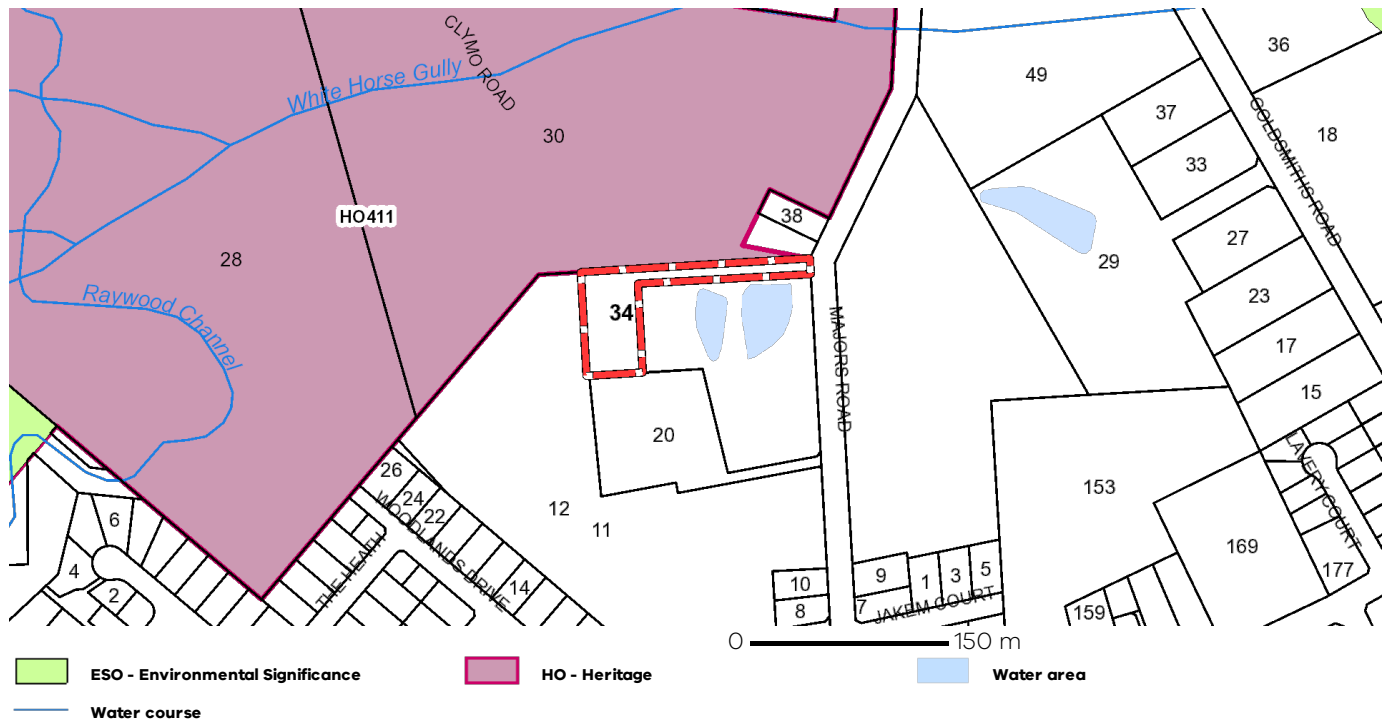 CLYMO ROAD
36
49
White Horse Gully
37
GOLDSMITHS ROAD
18
30
33
HO411
38
27
28
29
23
Raywood Channel
34
MAJORS ROAD
17
15
20
26
24
22
WOODLANDS DRIVE
LAVERY COURT
153
12
11
6
THE HEATH
169
4
2
14
10
8
9
7
1
3
5
JAKEM COURT
177
159
0 150 m
ESO - Environmental Significance
HO - Heritage
Water area
Water course